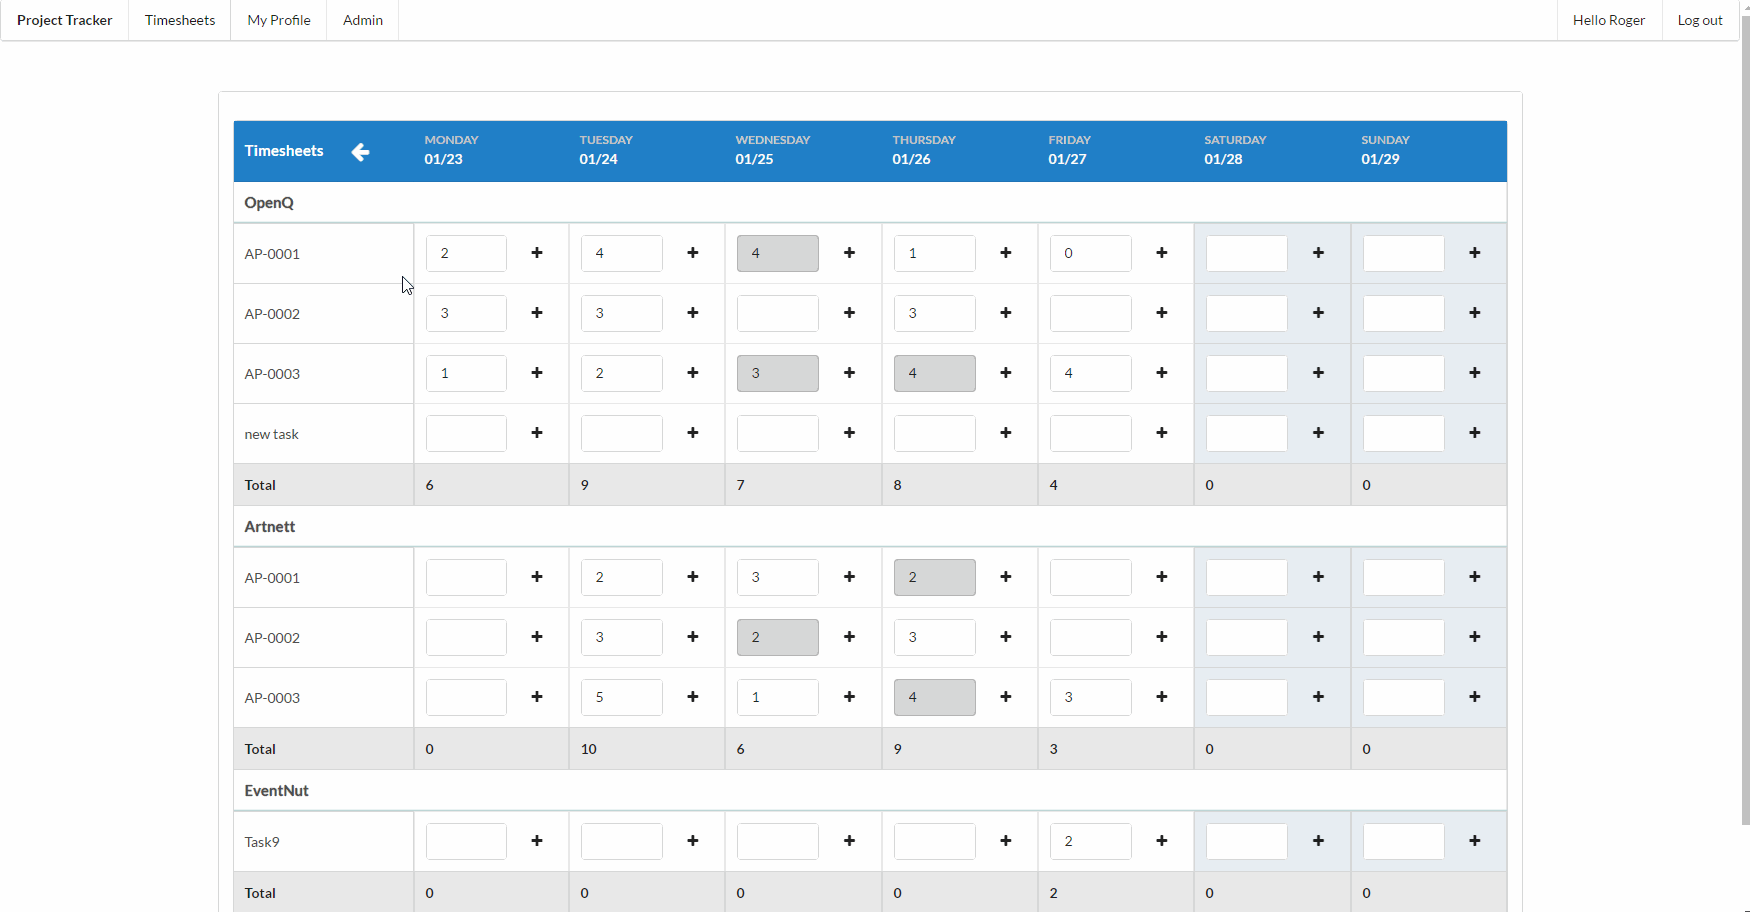 Project Tracker Timesheets My Profile Admin Hello Roger Log out
Timesheets MONDAY TUESDAY WEDNESDAY THURSDAY FRIDAY SATURDAY SUNDAY
01/23 01/24 01/25 01/26 01/27 01/28 01/29
OpenQ
AP-0001 2 4 4 1 0
AP-0002 3 3 3
AP-0003 1 2 3 4 4
new task
Total 6 9 7 8 4 0 0
Artnett
AP-0001 2 3 2
AP-0002 3 2 3
AP-0003 5 1 4 3
Total 0 10 6 9 3 0 0
EventNut
Task9 2
Total 0 0 0 0 2 0 0